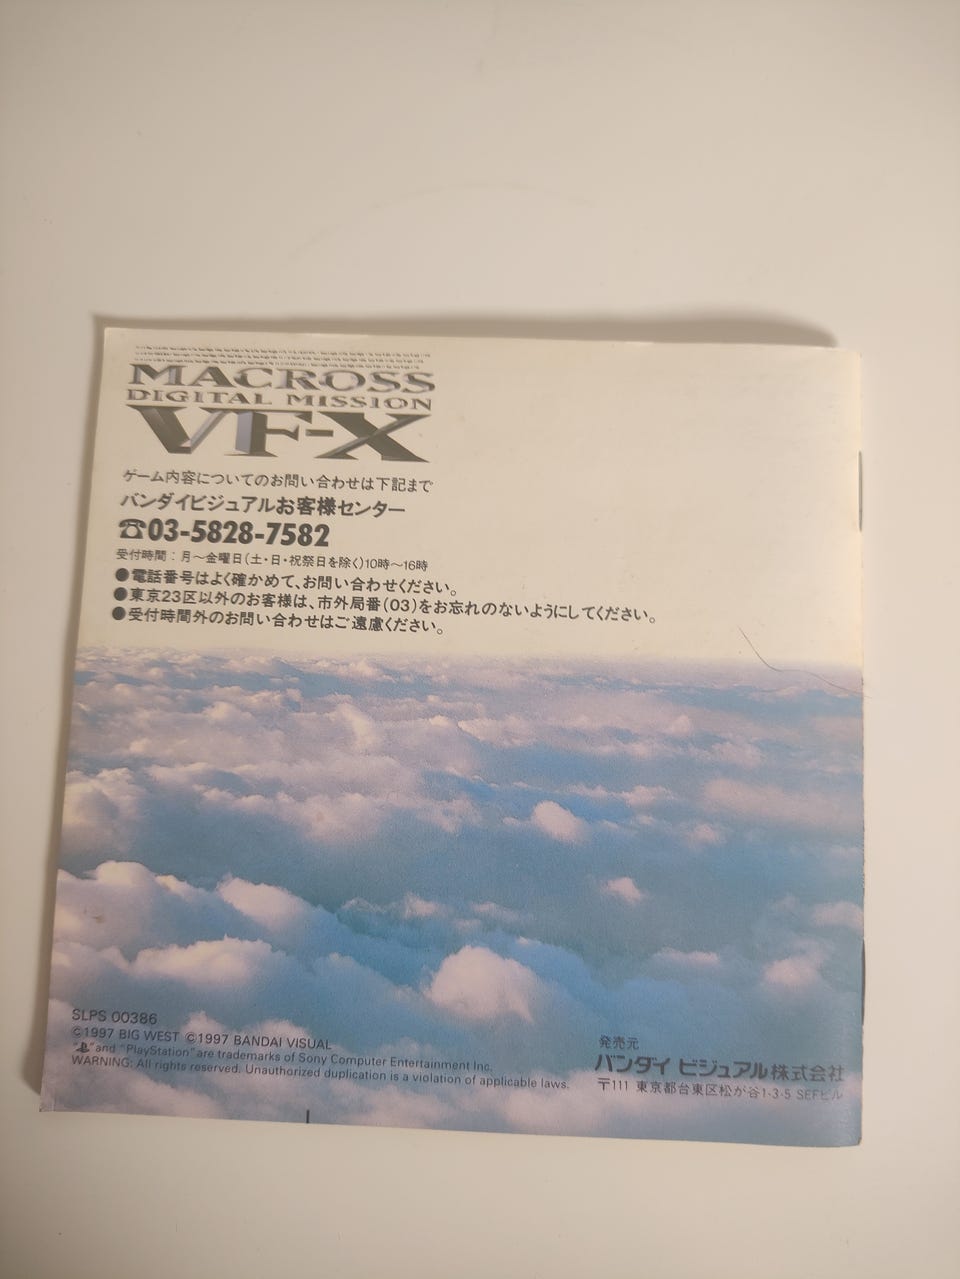 MACROSS
DIGITAL MISSION
VF-X
ゲーム内容についてのお問い合わせは下記まで
バンダイビジュアルお客様センター
☎03-5828-7582
受付時間：月〜金曜日(土・日・祝祭日を除く)10時〜16時
●電話番号はよく確かめて、お問い合わせください。
●東京23区以外のお客様は、市外局番(03)をお忘れのないようにしてください。
●受付時間外のお問い合わせはご遠慮ください。
SLPS 00386
©1997 BIG WEST ©1997 BANDAI VISUAL
"PS" and "PlayStation" are trademarks of Sony Computer Entertainment Inc.
WARNING: All rights reserved. Unauthorized duplication is a violation of applicable laws.
発売元
バンダイ ビジュアル株式会社
〒111 東京都台東区松が谷1-3-5 SEFビル